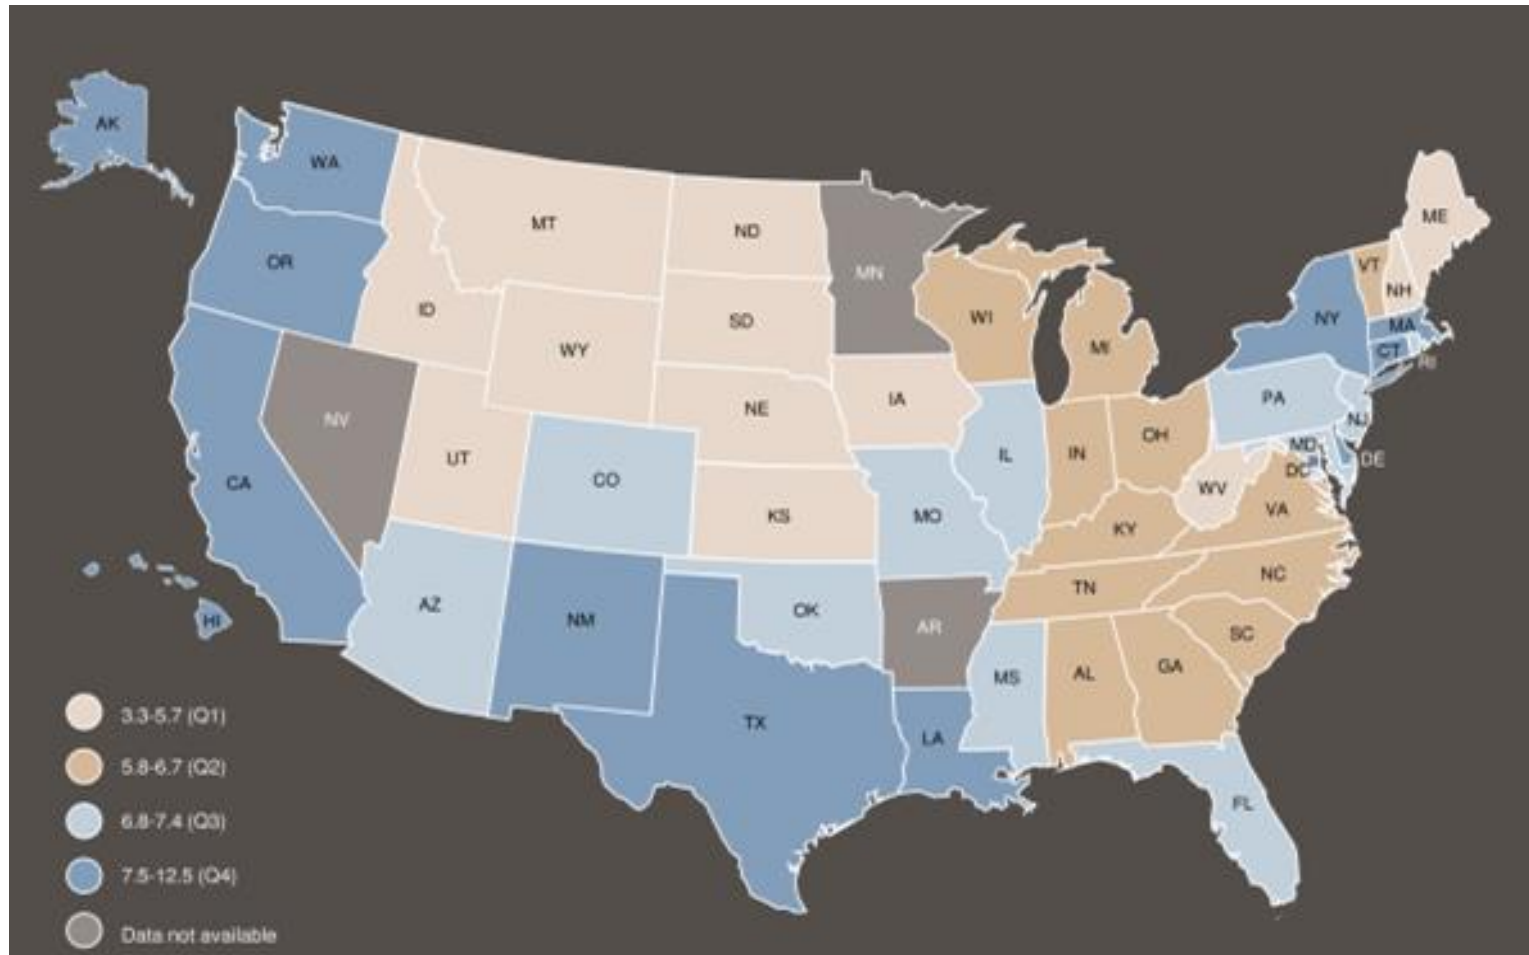 AK
WA
MT
ND
MN
ME
VT
NH
OR
ID
SD
WI
MI
NY
MA
CT
RI
WY
NE
IA
PA
NJ
NV
UT
CO
IL
IN
OH
MD
DE
DC
CA
KS
MO
WV
VA
KY
AZ
NM
OK
AR
TN
NC
SC
HI
MS
AL
GA
TX
LA
FL
3.3-5.7 (Q1)
5.8-6.7 (Q2)
6.8-7.4 (Q3)
7.5-12.5 (Q4)
Data not available